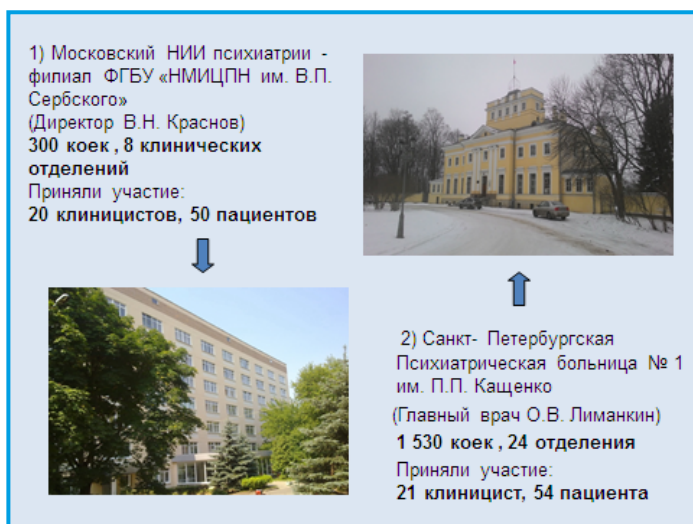 1) Московский НИИ психиатрии -
филиал ФГБУ «НМИЦПН им. В.П.
Сербского»
(Директор В.Н. Краснов)
300 коек , 8 клинических
отделений
Приняли участие:
20 клиницистов, 50 пациентов
2) Санкт- Петербургская
Психиатрическая больница № 1
им. П.П. Кащенко
(Главный врач О.В. Лиманкин)
1 530 коек , 24 отделения
Приняли участие:
21 клиницист, 54 пациента